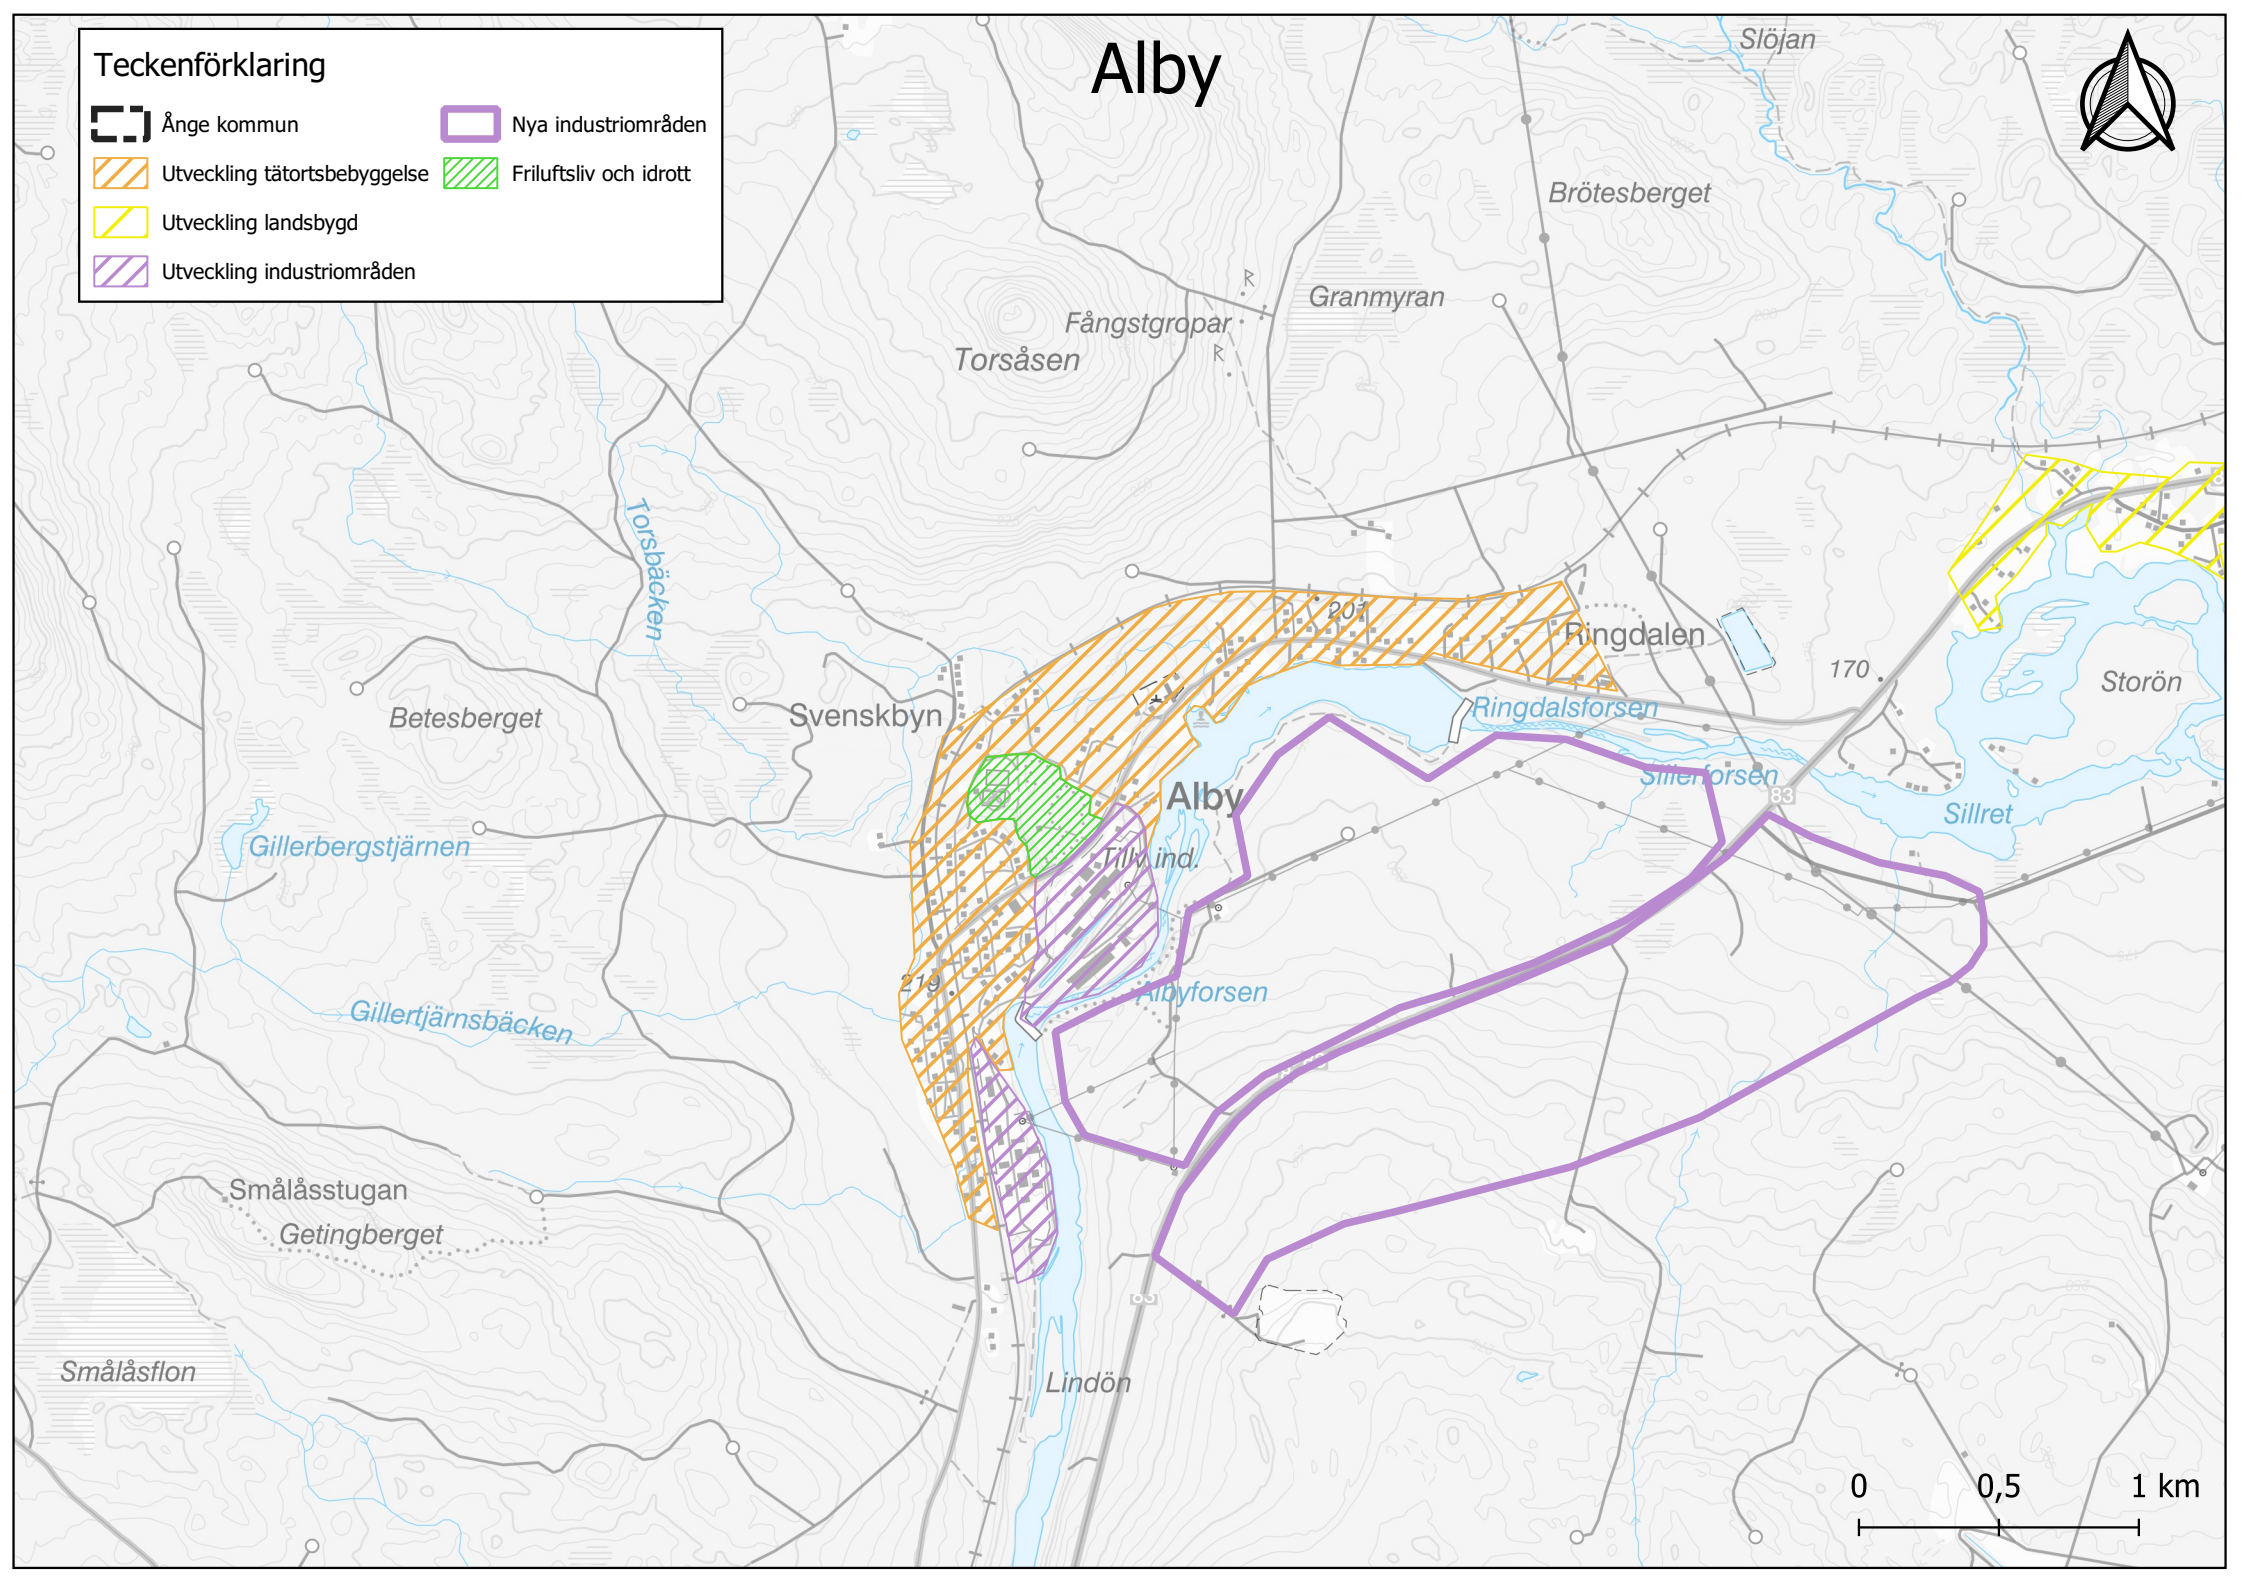 Alby
Teckenförklaring
Ånge kommun
Nya industriområden
Utveckling tätortsbebyggelse
Friluftsliv och idrott
Utveckling landsbygd
Utveckling industriområden
Slöjan
Brötesberget
Granmyran
Fångstgropar
R
R
Torsåsen
Torsbäcken
201
Ringdalen
170
Storön
Svenskbyn
Betesberget
Ringdalsforsen
Sillerforsen
83
Sillret
Alby
Gillerbergstjärnen
Tillv ind.
219
Albyforsen
Gillertjärnsbäcken
Smålåsstugan
Getingberget
83
Smålåsflon
Lindön
0
0,5
1 km